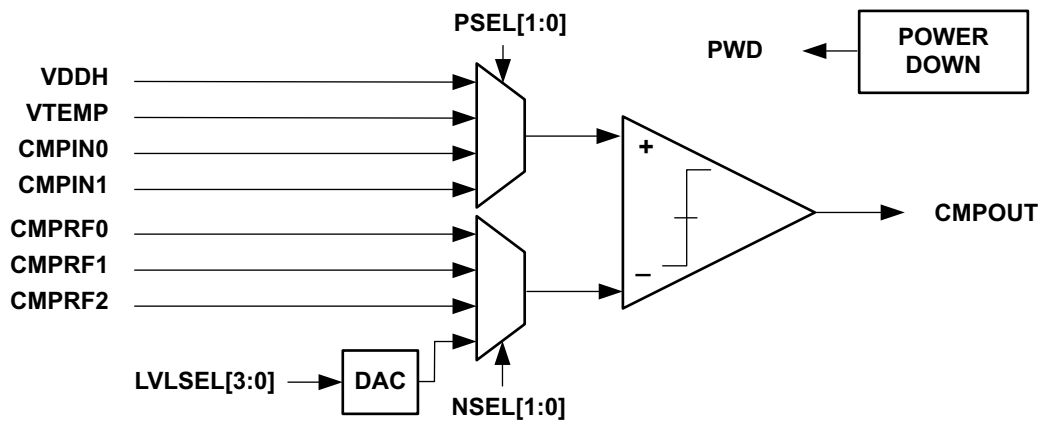 PSEL[1:0]
PWD
POWER
DOWN
VDDH
VTEMP
CMPIN0
CMPIN1
CMPRF0
CMPRF1
CMPRF2
+
–
CMPOUT
LVLSEL[3:0]
DAC
NSEL[1:0]